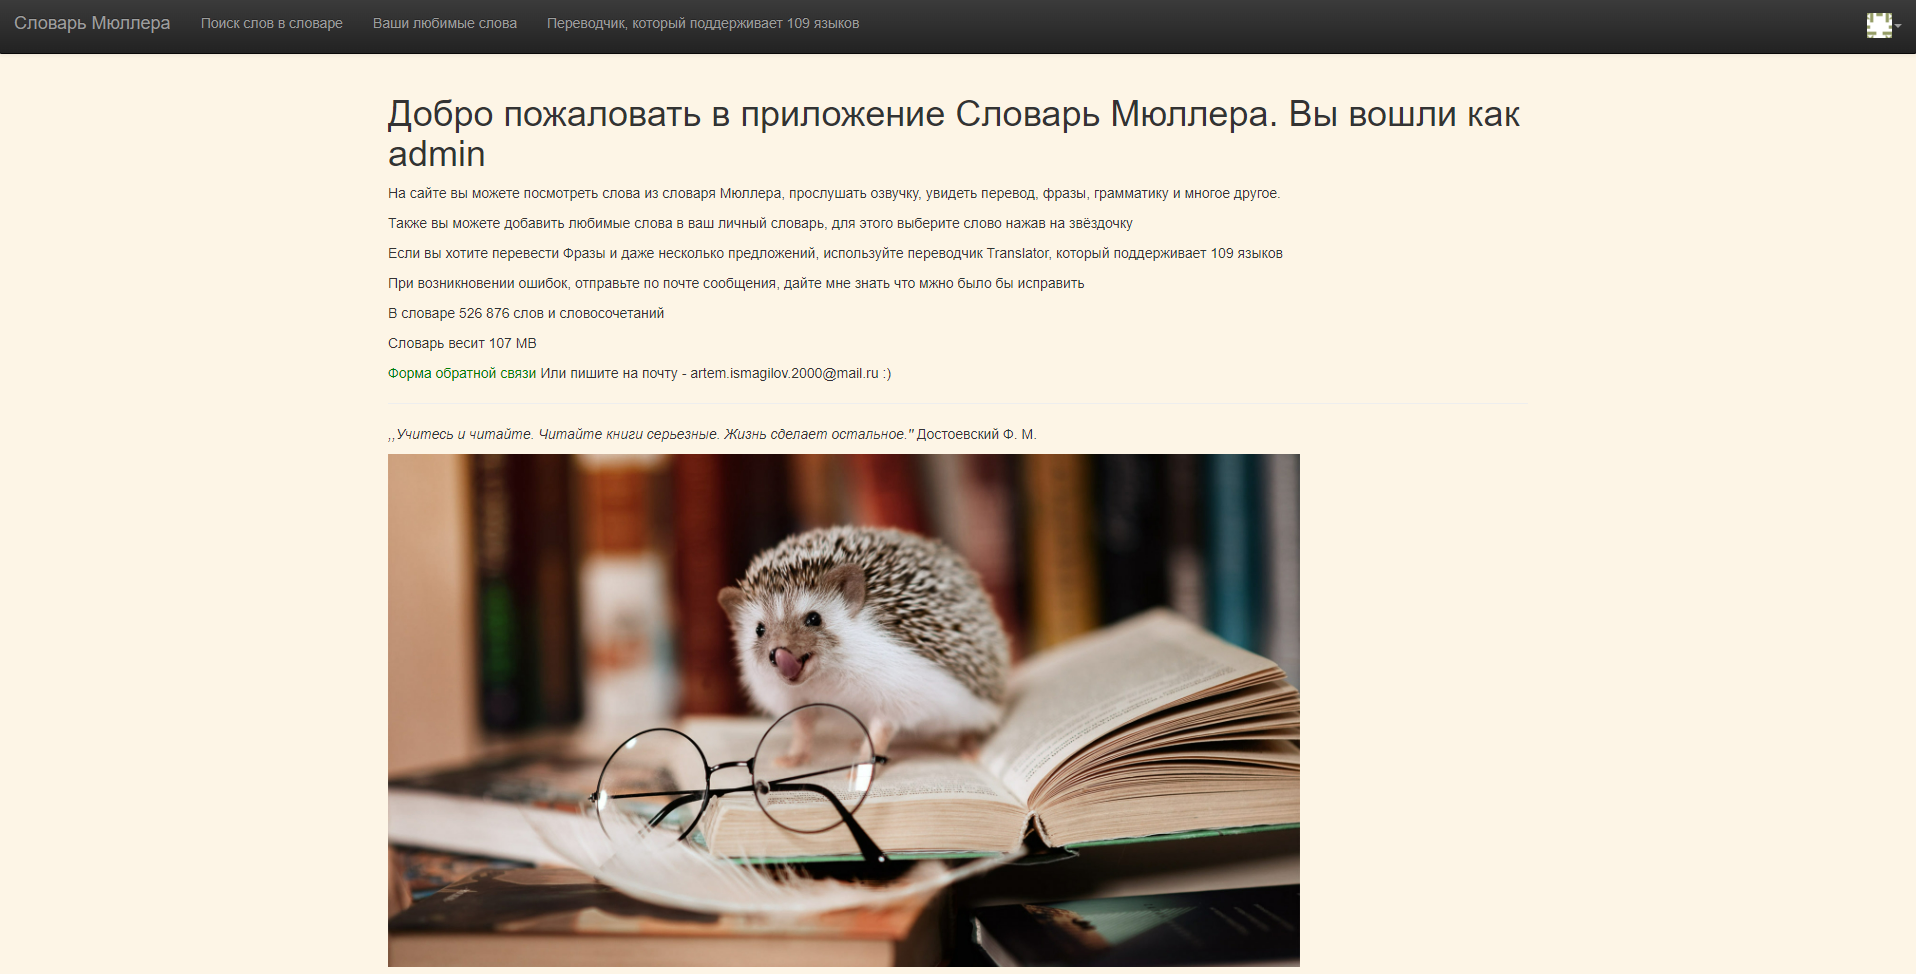 Словарь Мюллера
Поиск слов в словаре
Ваши любимые слова
Переводчик, который поддерживает 109 языков
Добро пожаловать в приложение Словарь Мюллера. Вы вошли как
admin
На сайте вы можете посмотреть слова из словаря Мюллера, прослушать озвучку, увидеть перевод, фразы, грамматику и многое другое.
Также вы можете добавить любимые слова в ваш личный словарь, для этого выберите слово нажав на звёздочку
Если вы хотите перевести Фразы и даже несколько предложений, используйте переводчик Translator, который поддерживает 109 языков
При возникновении ошибок, отправьте по почте сообщения, дайте мне знать что мжно было бы исправить
В словаре 526 876 слов и словосочетаний
Словарь весит 107 MB
Форма обратной связи Или пишите на почту - artem.ismagilov.2000@mail.ru :)
,,Учитесь и читайте. Читайте книги серьезные. Жизнь сделает остальное." Достоевский Ф. М.